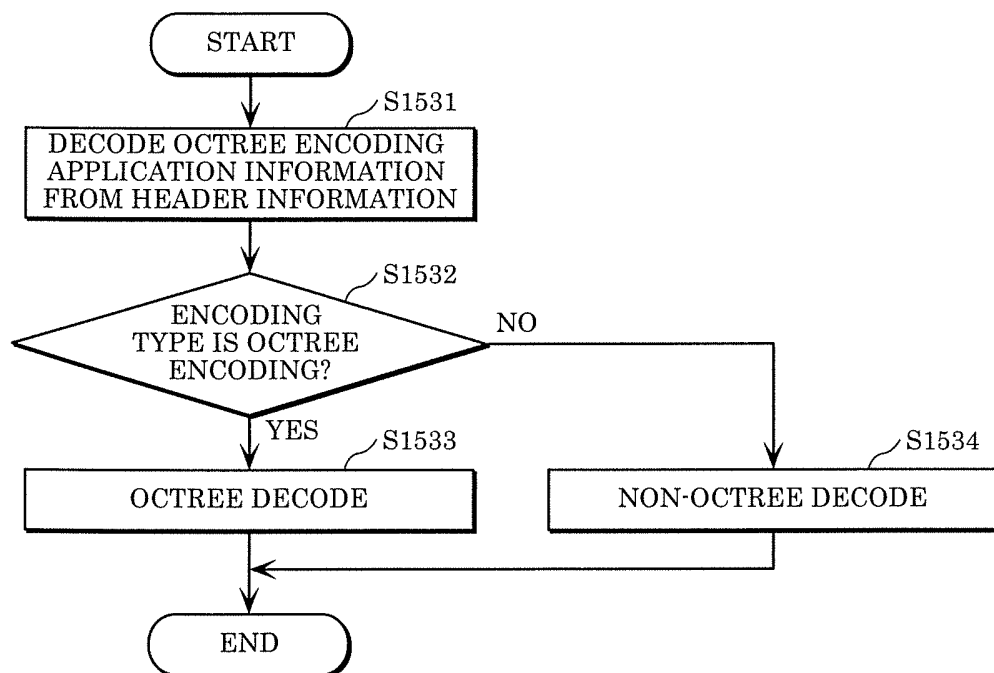 START
S1531
DECODE OCTREE ENCODING
APPLICATION INFORMATION
FROM HEADER INFORMATION
S1532
ENCODING
TYPE IS OCTREE
ENCODING?
NO
YES
S1533
OCTREE DECODE
S1534
NON-OCTREE DECODE
END